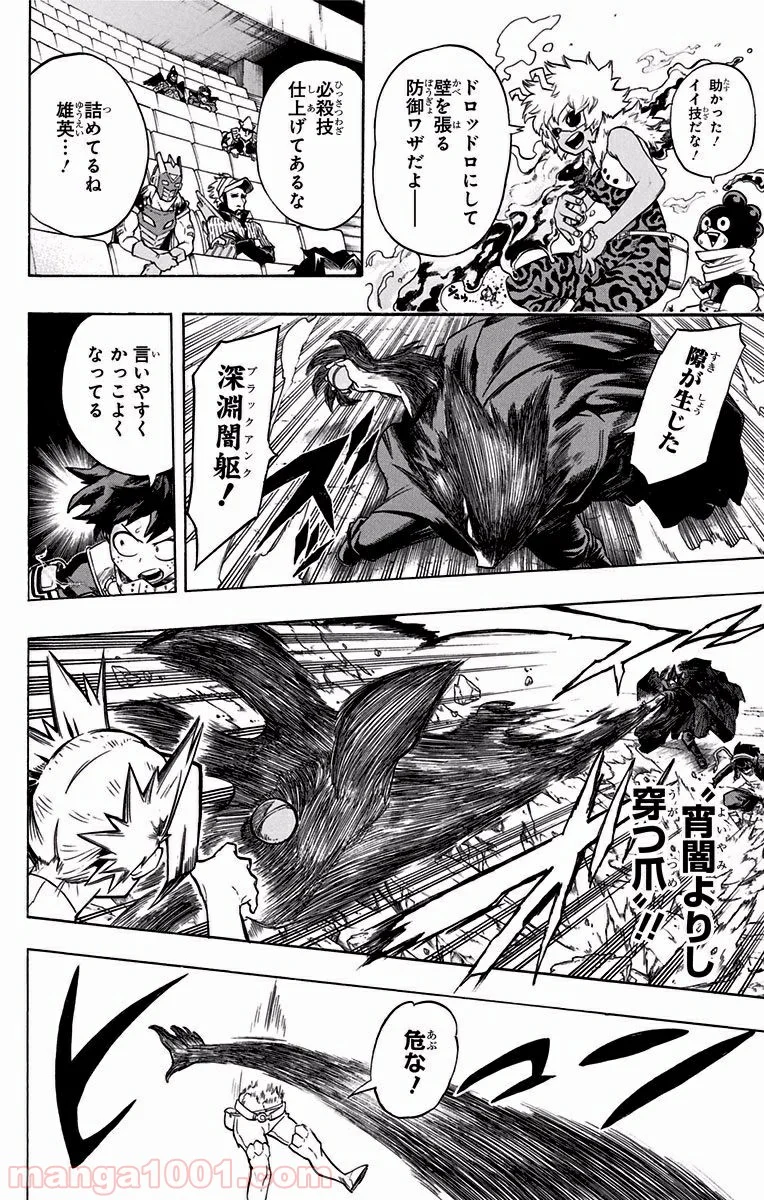 助かった!
イイ技だな!
ドロッドロにして
壁を張る
防御ワザだよ――
必殺技
仕上げてあるな
詰めてるね
雄英…!
隙が生じた
深淵闇躯!
言いやすく
かっこよく
なってる
〝宵闇よりし
穿つ爪〟!!
危な!
manga1001.com